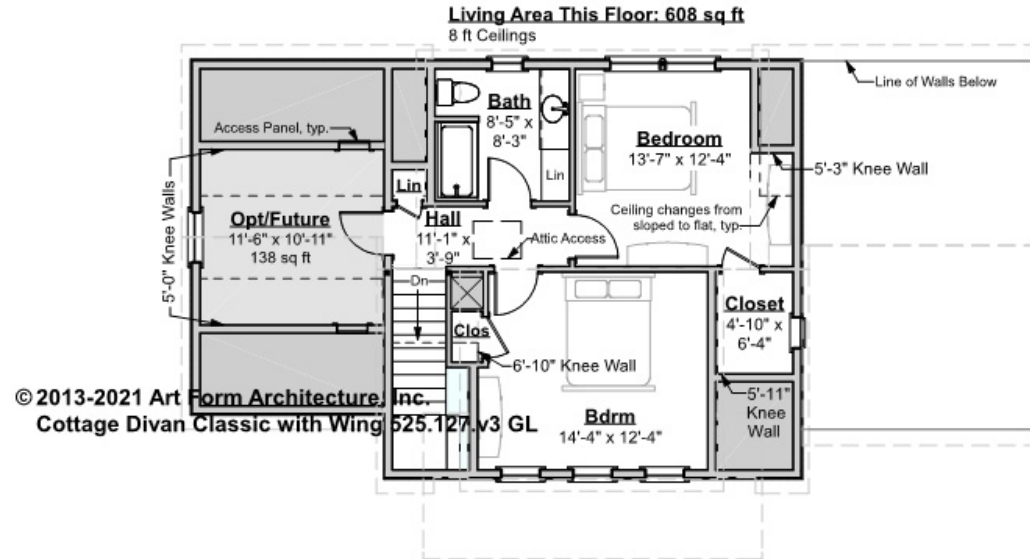 Living Area This Floor: 608 sq ft
8 ft Ceilings
Line of Walls Below
Access Panel, typ.
Bath
8'-5" x
8'-3"
Lin
Bedroom
13'-7" x 12'-4"
5'-3" Knee Wall
Ceiling changes from
sloped to flat, typ
5'-0" Knee Walls
Opt/Future
11'-6" x 10'-11"
138 sq ft
Lin
Hall
11'-1" x
3'-9"
Attic Access
Dn
Clos
6'-10" Knee Wall
Closet
4'-10" x
6'-4"
5'-11"
Knee
Wall
Bdrm
14'-4" x 12'-4"
© 2013-2021 Art Form Architecture, Inc.
Cottage Divan Classic with Wing 525.127.v3 GL